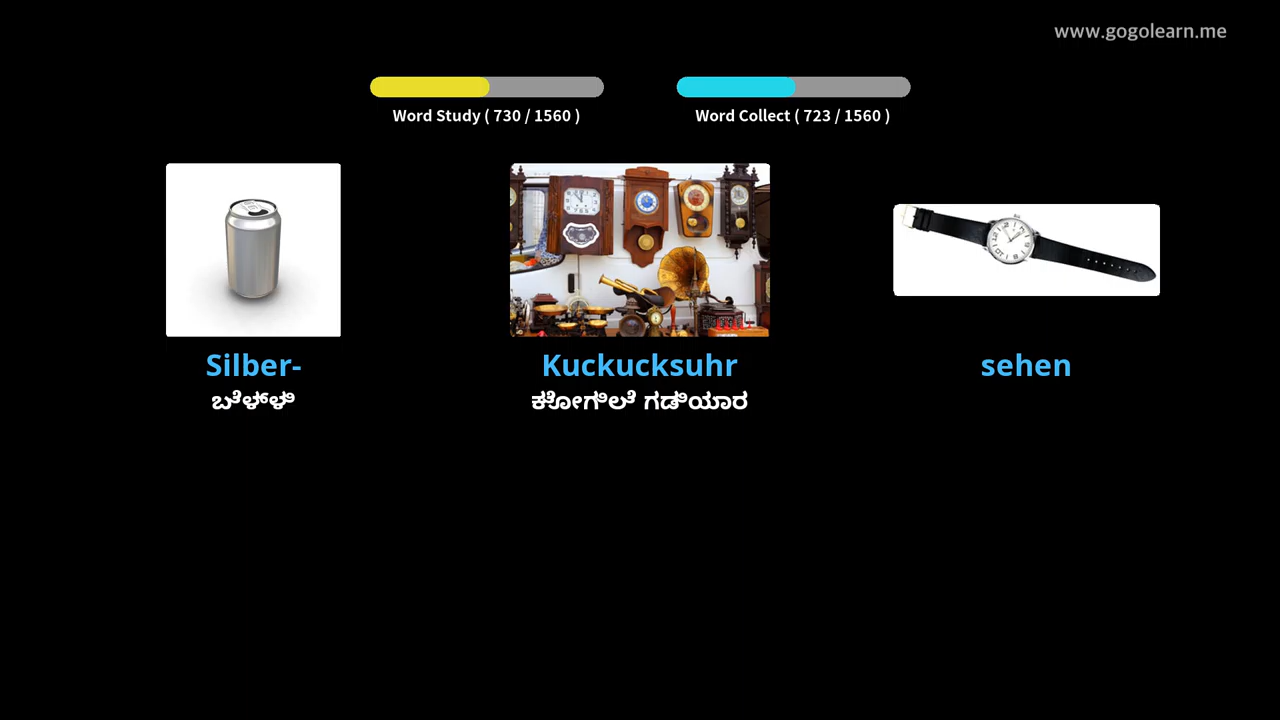 www.gogolearn.me
Word Study ( 730 / 1560 )
Word Collect ( 723 / 1560 )
Silber-
Kuckucksuhr
sehen
ಬೆಳ್ಳಿ
ಕೋಗಿಲೆ ಗಡಿಯಾರ